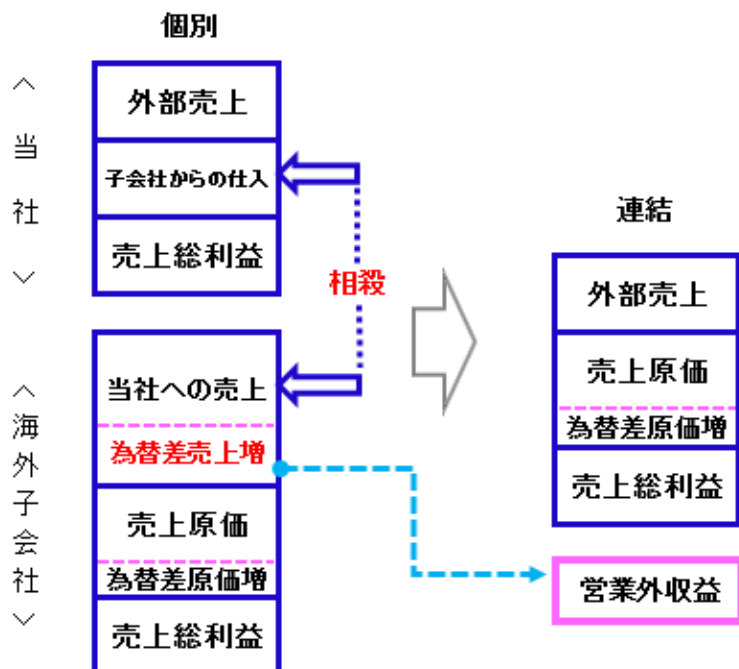 個別
〈当社〉
外部売上
子会社からの仕入
売上総利益
相殺
〈海外子会社〉
当社への売上
為替差売上増
売上原価
為替差原価増
売上総利益
連結
外部売上
売上原価
為替差原価増
売上総利益
営業外収益